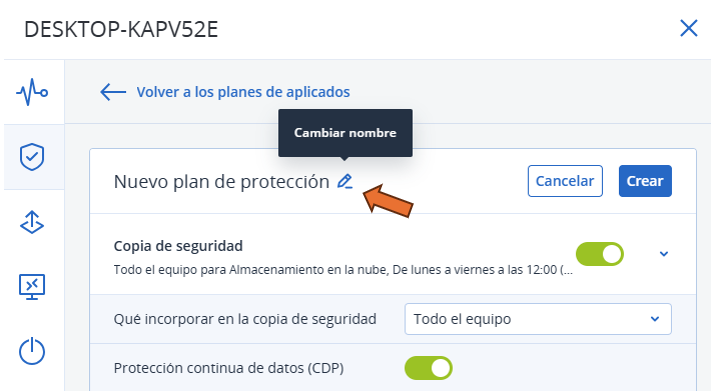 DESKTOP-KAPV52E
Volver a los planes de aplicados
Cambiar nombre
Nuevo plan de protección
Cancelar
Crear
Copia de seguridad
Todo el equipo para Almacenamiento en la nube, De lunes a viernes a las 12:00 (...
Qué incorporar en la copia de seguridad
Todo el equipo
Protección continua de datos (CDP)